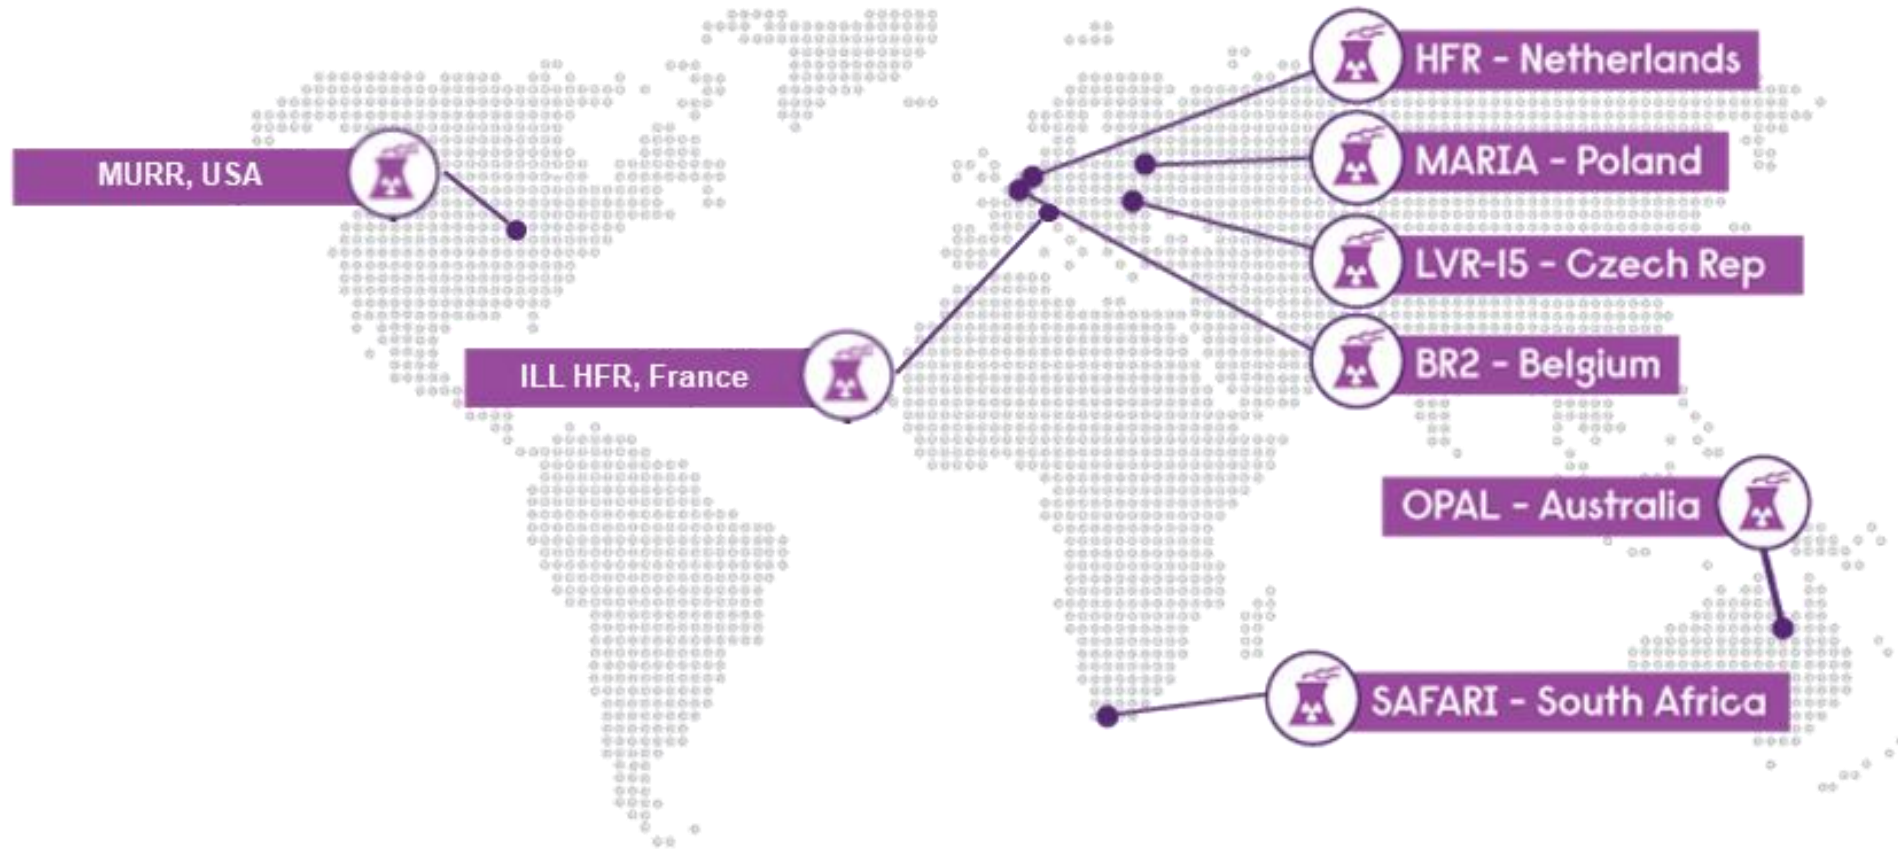 HFR - Netherlands
MURR, USA
MARIA - Poland
LVR-15 - Czech Rep
ILL HFR, France
BR2 - Belgium
OPAL - Australia
SAFARI - South Africa